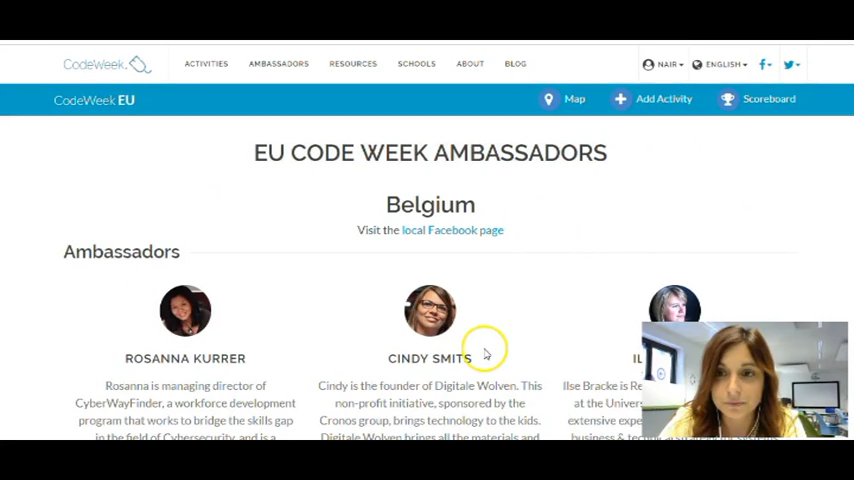 CodeWeek. ACTIVITIES AMBASSADORS RESOURCES SCHOOLS ABOUT BLOG NAIR ENGLISH
CodeWeek EU Map Add Activity Scoreboard
EU CODE WEEK AMBASSADORS
Belgium
Visit the local Facebook page
Ambassadors
ROSANNA KURRER
Rosanna is managing director of
CyberWayFinder, a workforce development
program that works to bridge the skills gap
in the field of Cybersecurity, and is a
CINDY SMITS
Cindy is the founder of Digitale Wolven. This
non-profit initiative, sponsored by the
Cronos group, brings technology to the kids.
Digitale Wolven brings all the materials and
IL
Ilse Bracke is Re
at the Univers
extensive expe
business &